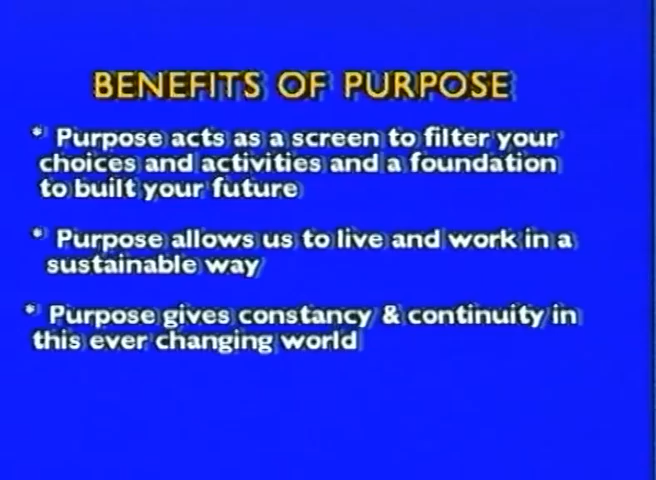 BENEFITS OF PURPOSE
* Purpose acts as a screen to filter your
choices and activities and a foundation
to built your future
* Purpose allows us to live and work in a
sustainable way
* Purpose gives constancy & continuity in
this ever changing world